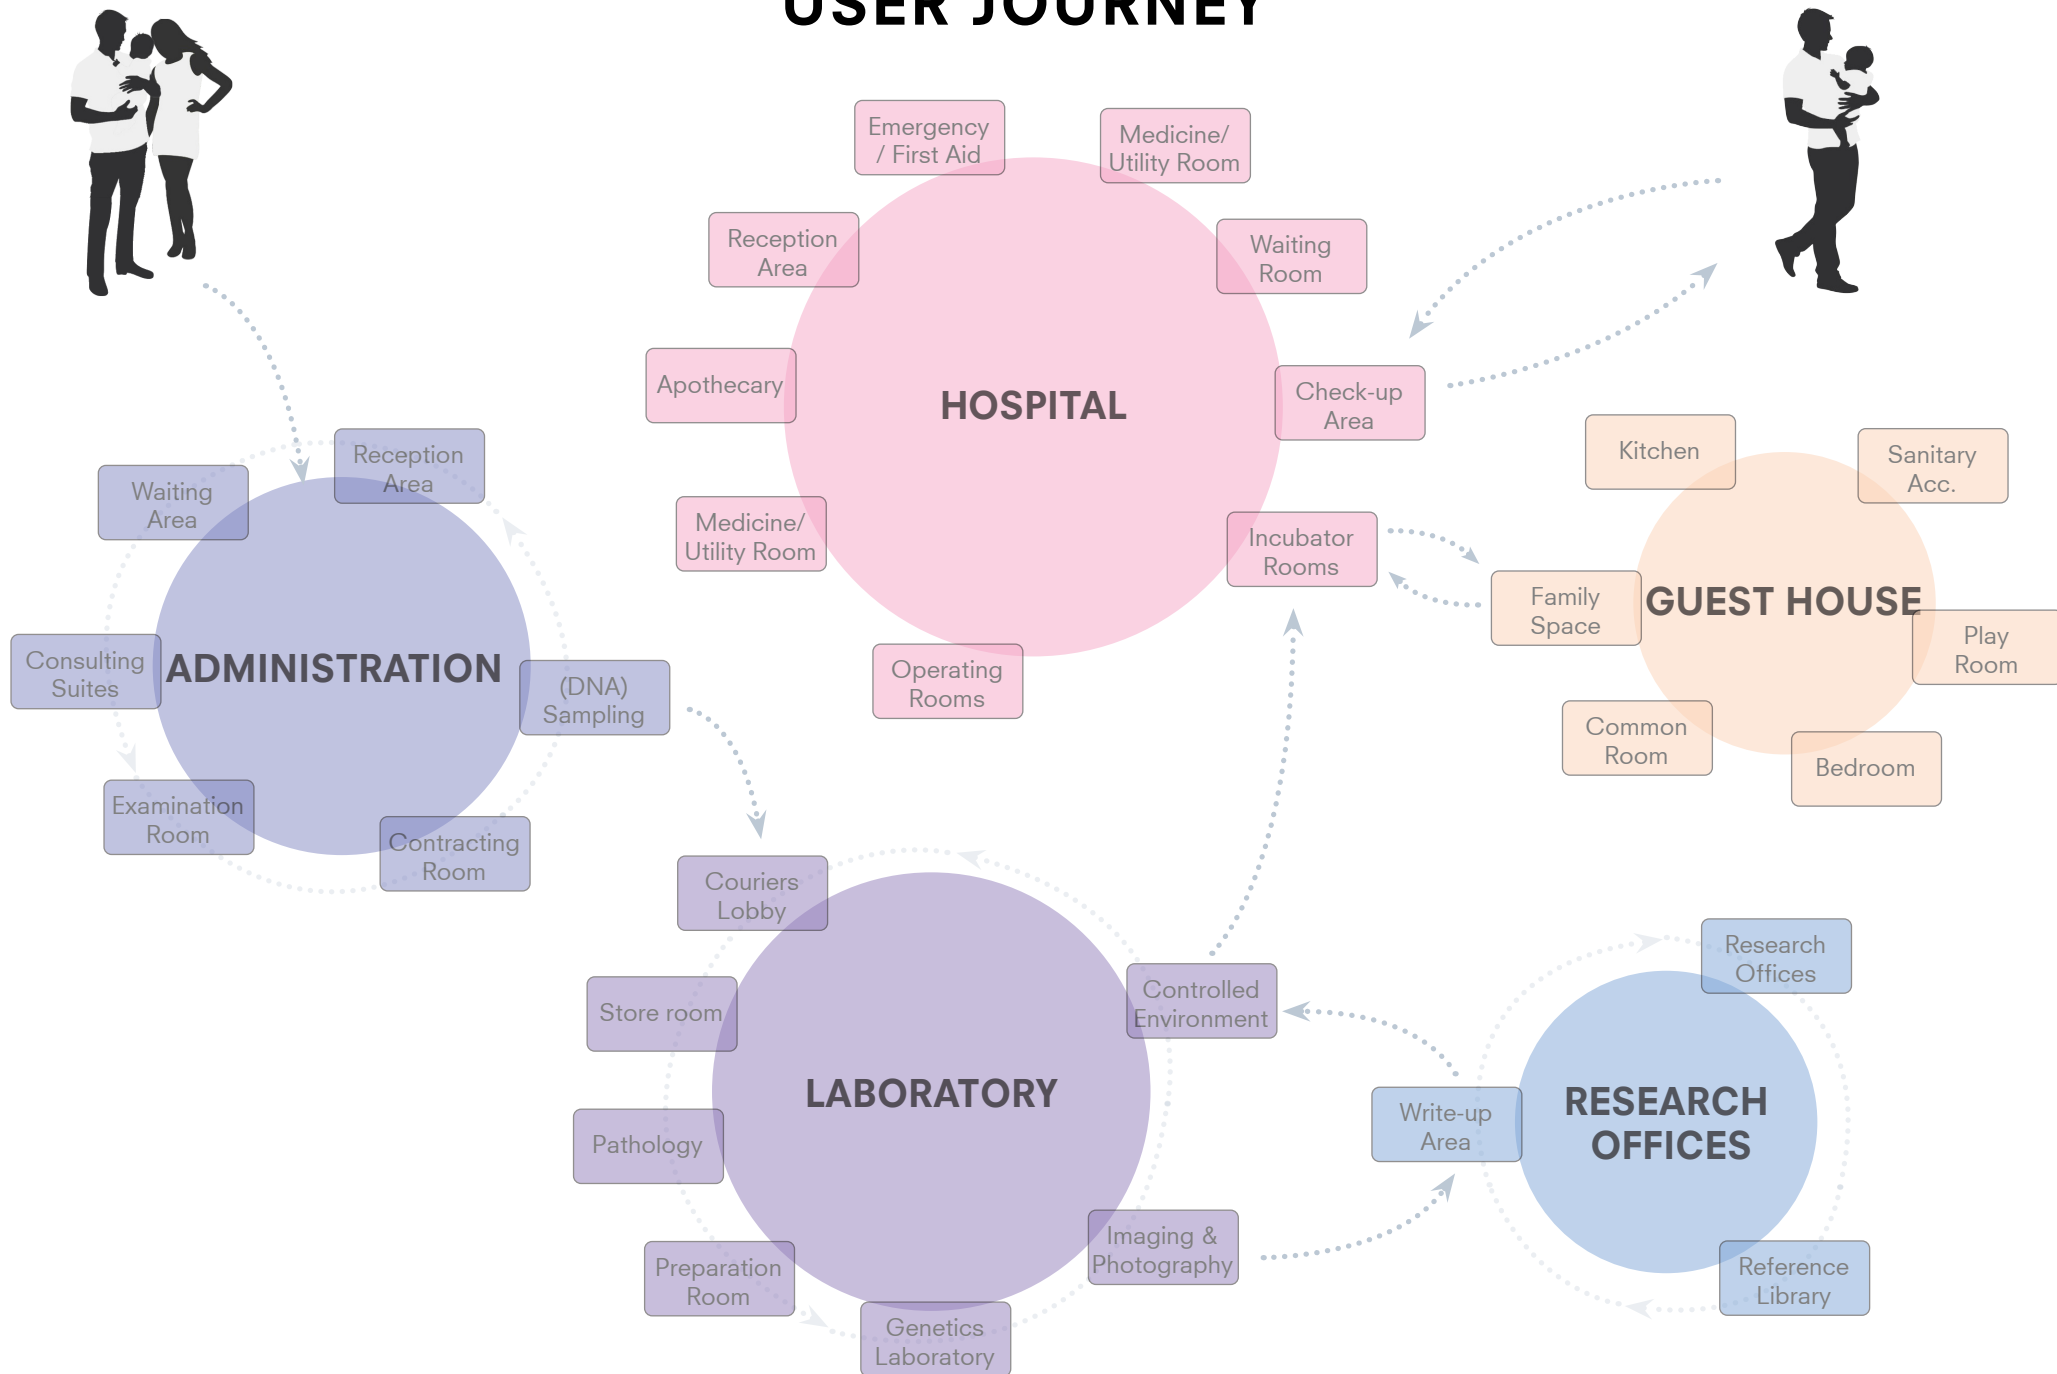 USER JOURNEY
Emergency
/ First Aid
Medicine/
Utility Room
Reception
Area
Waiting
Room
Apothecary
HOSPITAL
Check-up
Area
Medicine/
Utility Room
Incubator
Rooms
Operating
Rooms
Reception
Area
Waiting
Area
Consulting
Suites
ADMINISTRATION
(DNA)
Sampling
Examination
Room
Contracting
Room
Kitchen
Sanitary
Acc.
Family
Space
GUEST HOUSE
Play
Room
Common
Room
Bedroom
Couriers
Lobby
Store room
Controlled
Environment
LABORATORY
Pathology
Preparation
Room
Imaging &
Photography
Genetics
Laboratory
Research
Offices
Write-up
Area
RESEARCH
OFFICES
Reference
Library